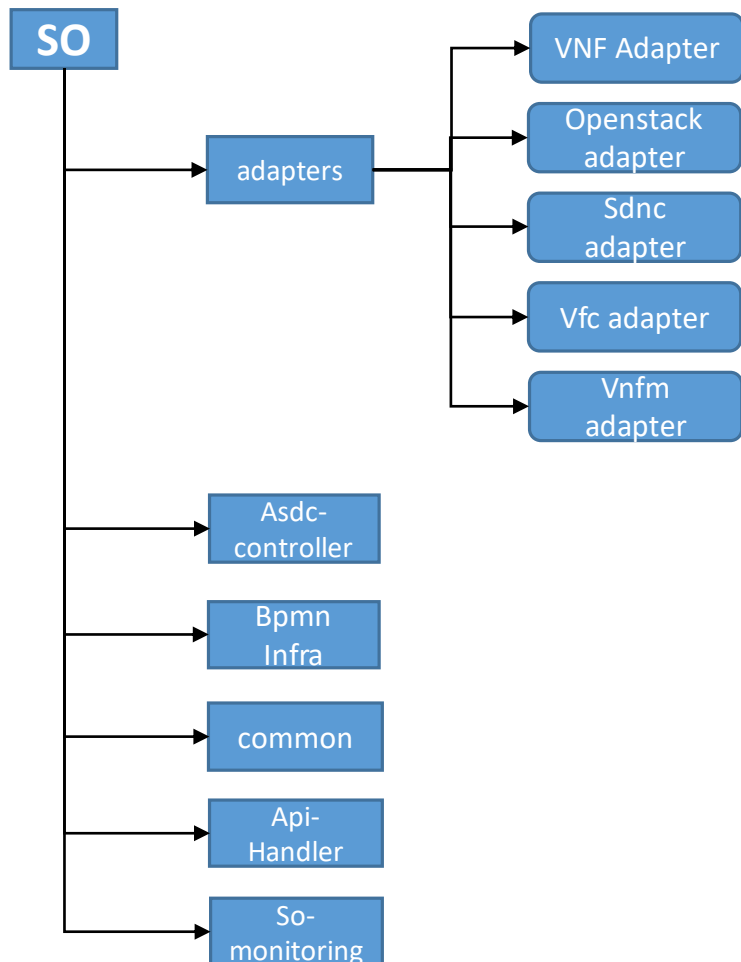 SO
VNF Adapter
Openstack
adapter
adapters
Sdnc
adapter
Vfc adapter
Vnfm
adapter
Asdc-
controller
Bpmn
Infra
common
Api-
Handler
So-
monitoring